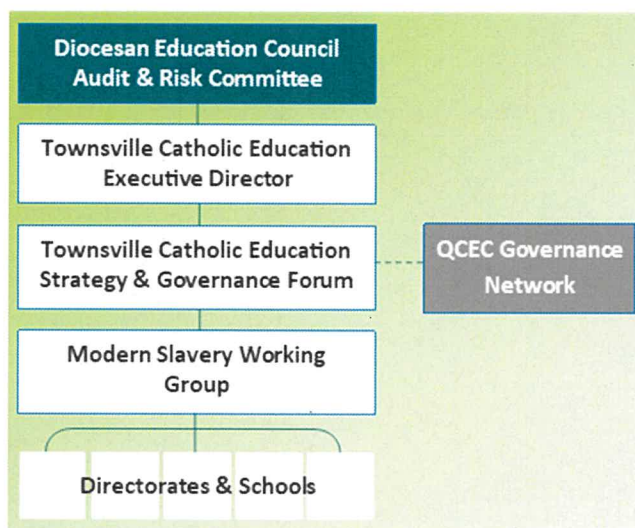 Diocesan Education Council
Audit & Risk Committee
Townsville Catholic Education
Executive Director
Townsville Catholic Education
Strategy & Governance Forum
QCEC Governance
Network
Modern Slavery Working
Group
Directorates & Schools